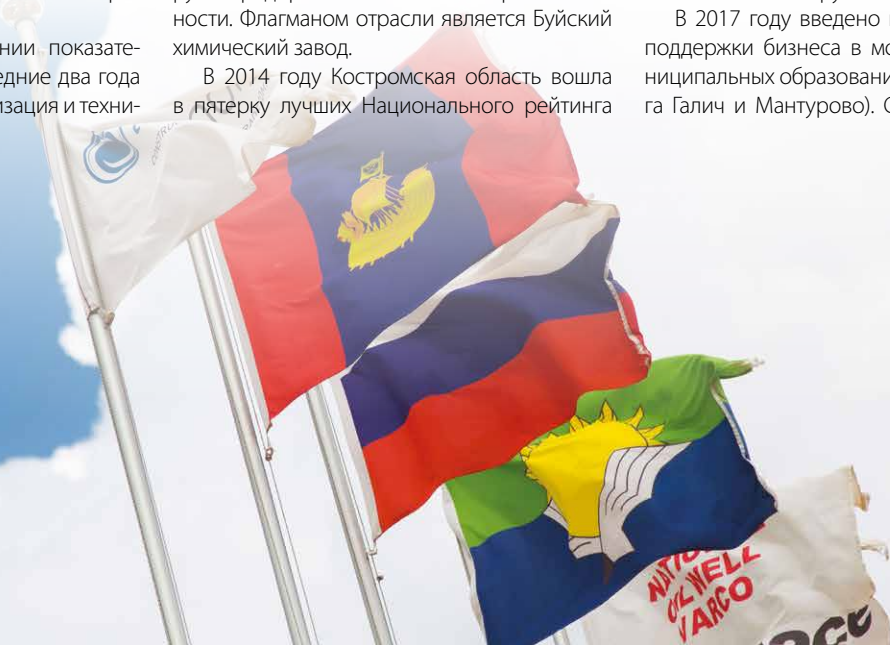 нии показате-
едние два года
изация и техни-
ности. Флагманом отрасли является Буйский
химический завод.
В 2014 году Костромская область вошла
в пятерку лучших Национального рейтинга
В 2017 году введено
поддержки бизнеса в мо
ниципальных образовани
га Галич и Мантурово). С
OILWELL
VARCO